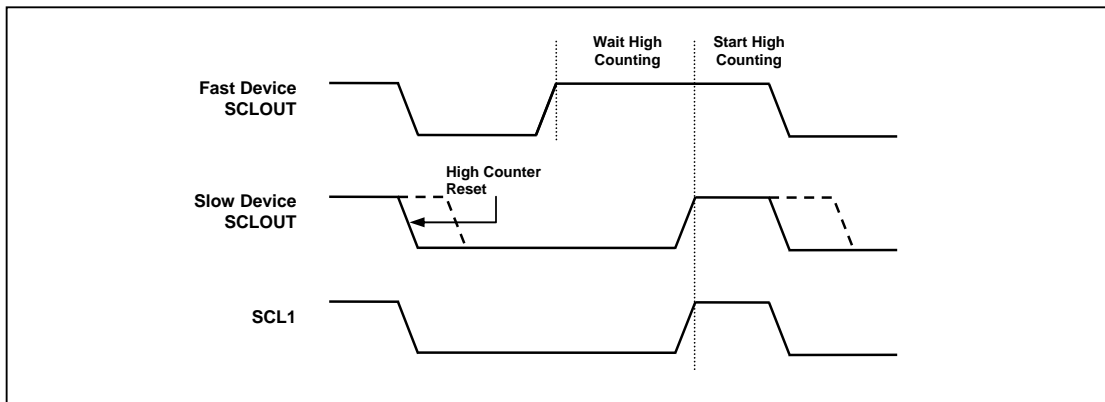 Wait High
Counting
Start High
Counting
Fast Device
SCLOUT
High Counter
Reset
Slow Device
SCLOUT
SCL1